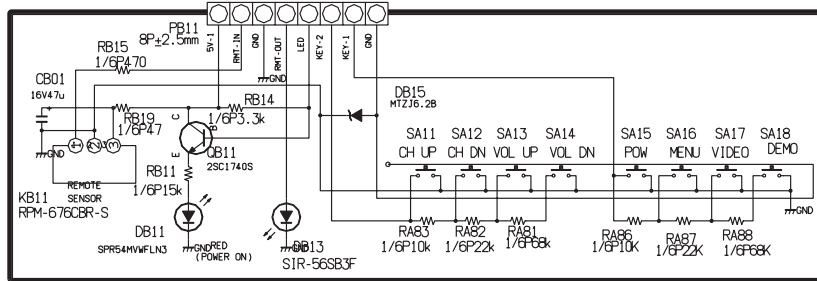 PB11
8P±2.5mm
5V-1
RMT-IN
GND
RMT-OUT
LED
KEY-2
KEY-1
GND
RB15
1/6P470
GND
CB01
16V47u
RB19
1/6P47
RB14
1/6P3.3k
DB15
MTZJ6.2B
C
B
E
QB11
2SC1740S
GND
1
2
3
REMOTE
SENSOR
KB11
RPM-676CBR-S
RB11
1/6P15k
DB11
SPR54MVWFLN3
GND
RED
(POWER ON)
GND
DB13
SIR-56SB3F
SA11
CH UP
SA12
CH DN
SA13
VOL UP
SA14
VOL DN
SA15
POW
SA16
MENU
SA17
VIDEO
SA18
DEMO
GND
RA83
1/6P10k
RA82
1/6P22k
RA81
1/6P68k
RA86
1/6P10K
RA87
1/6P22K
RA88
1/6P68K